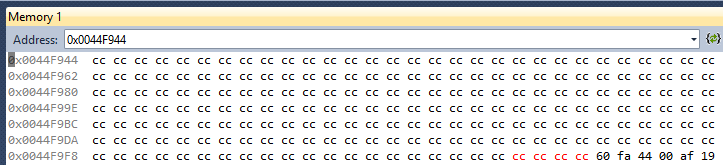 Memory 1
Address: 0x0044F944
0x0044F944 cc cc cc cc cc cc cc cc cc cc cc cc cc cc cc cc cc cc cc cc cc cc cc cc cc cc cc cc cc cc
0x0044F962 cc cc cc cc cc cc cc cc cc cc cc cc cc cc cc cc cc cc cc cc cc cc cc cc cc cc cc cc cc cc
0x0044F980 cc cc cc cc cc cc cc cc cc cc cc cc cc cc cc cc cc cc cc cc cc cc cc cc cc cc cc cc cc cc
0x0044F99E cc cc cc cc cc cc cc cc cc cc cc cc cc cc cc cc cc cc cc cc cc cc cc cc cc cc cc cc cc cc
0x0044F9BC cc cc cc cc cc cc cc cc cc cc cc cc cc cc cc cc cc cc cc cc cc cc cc cc cc cc cc cc cc cc
0x0044F9DA cc cc cc cc cc cc cc cc cc cc cc cc cc cc cc cc cc cc cc cc cc cc cc cc cc cc cc cc cc cc
0x0044F9F8 cc cc cc cc cc cc cc cc cc cc cc cc cc cc cc cc cc cc cc cc cc cc cc cc 60 fa 44 00 af 19